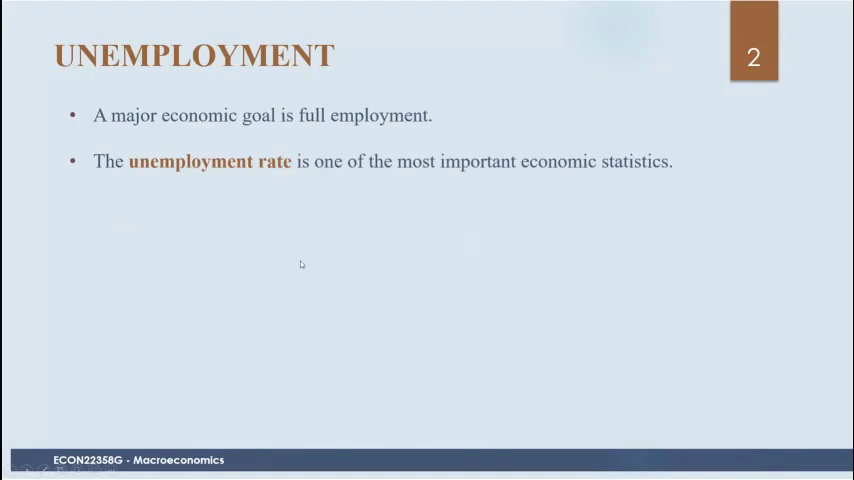 UNEMPLOYMENT
2
• A major economic goal is full employment.
• The unemployment rate is one of the most important economic statistics.
ECON22358G - Macroeconomics